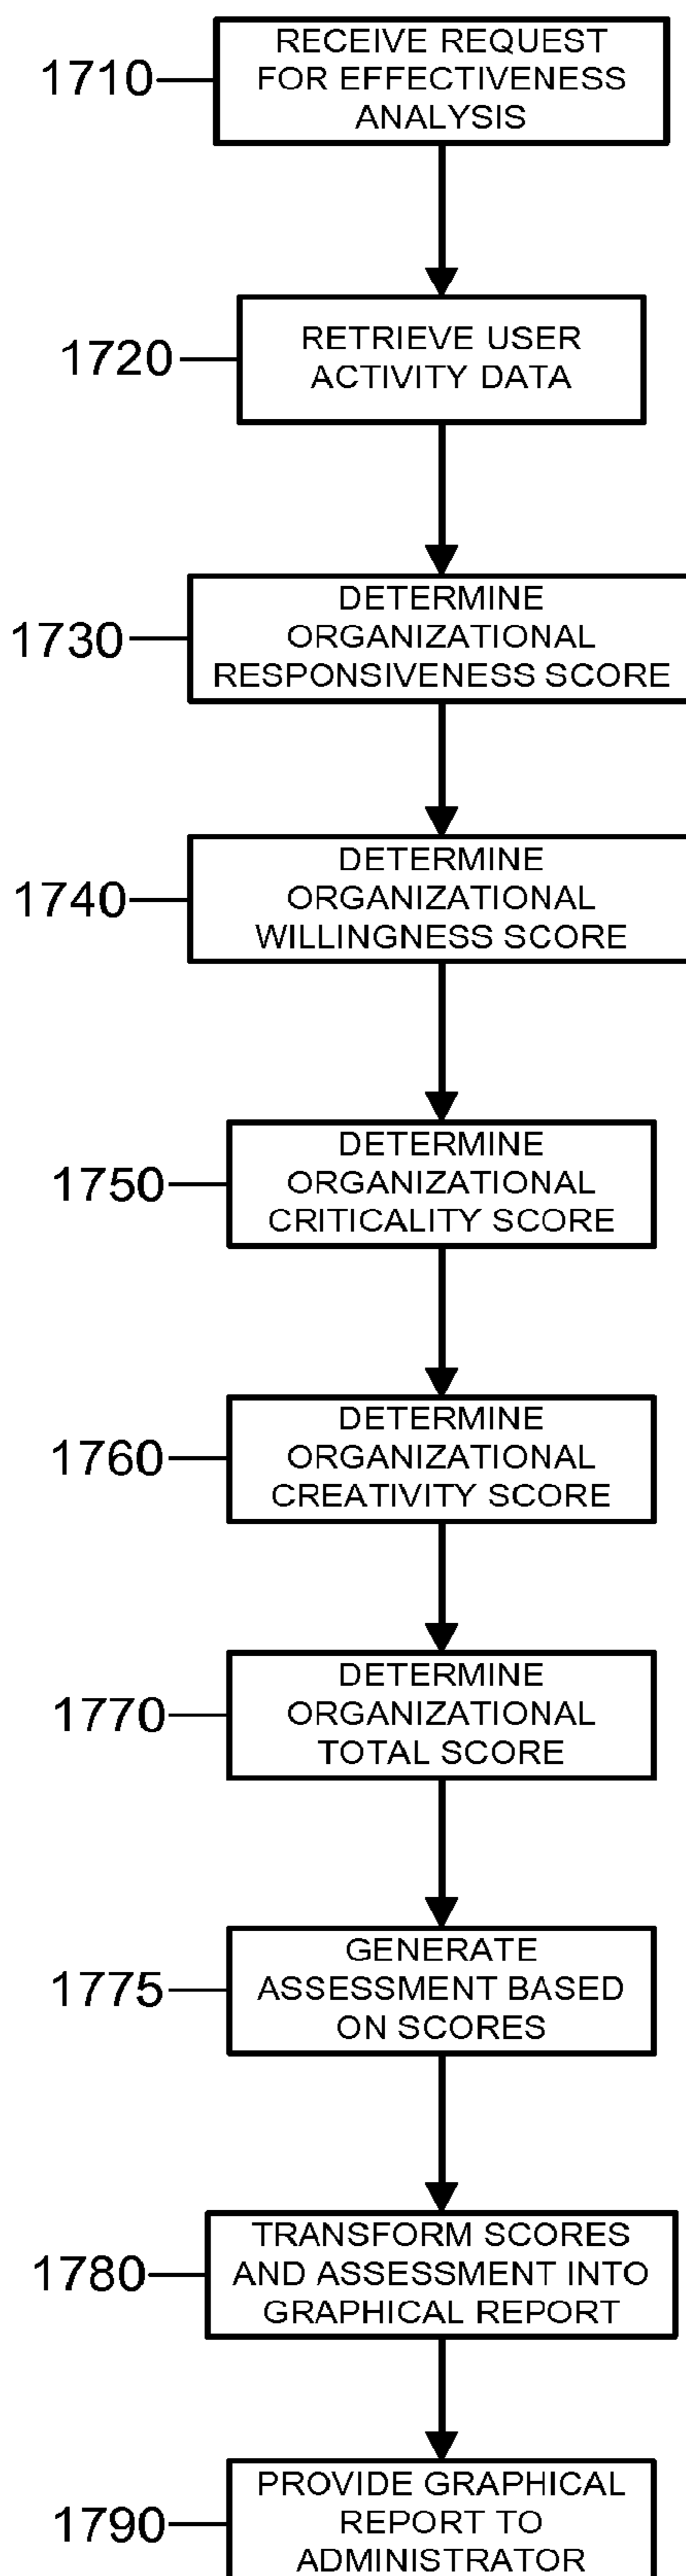 1710
RECEIVE REQUEST
FOR EFFECTIVENESS
ANALYSIS
1720
RETRIEVE USER
ACTIVITY DATA
1730
DETERMINE
ORGANIZATIONAL
RESPONSIVENESS SCORE
1740
DETERMINE
ORGANIZATIONAL
WILLINGNESS SCORE
1750
DETERMINE
ORGANIZATIONAL
CRITICALITY SCORE
1760
DETERMINE
ORGANIZATIONAL
CREATIVITY SCORE
1770
DETERMINE
ORGANIZATIONAL
TOTAL SCORE
1775
GENERATE
ASSESSMENT BASED
ON SCORES
1780
TRANSFORM SCORES
AND ASSESSMENT INTO
GRAPHICAL REPORT
1790
PROVIDE GRAPHICAL
REPORT TO
ADMINISTRATOR